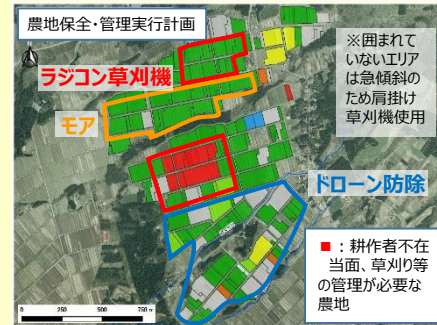 農地保全・管理実行計画
ラジコン草刈機
モア
※囲まれて
いないエリア
は急傾斜の
ため肩掛け
草刈機使用
ドローン防除
■：耕作者不在
当面、草刈り等
の管理が必要な
農地
0 250 500 750 m